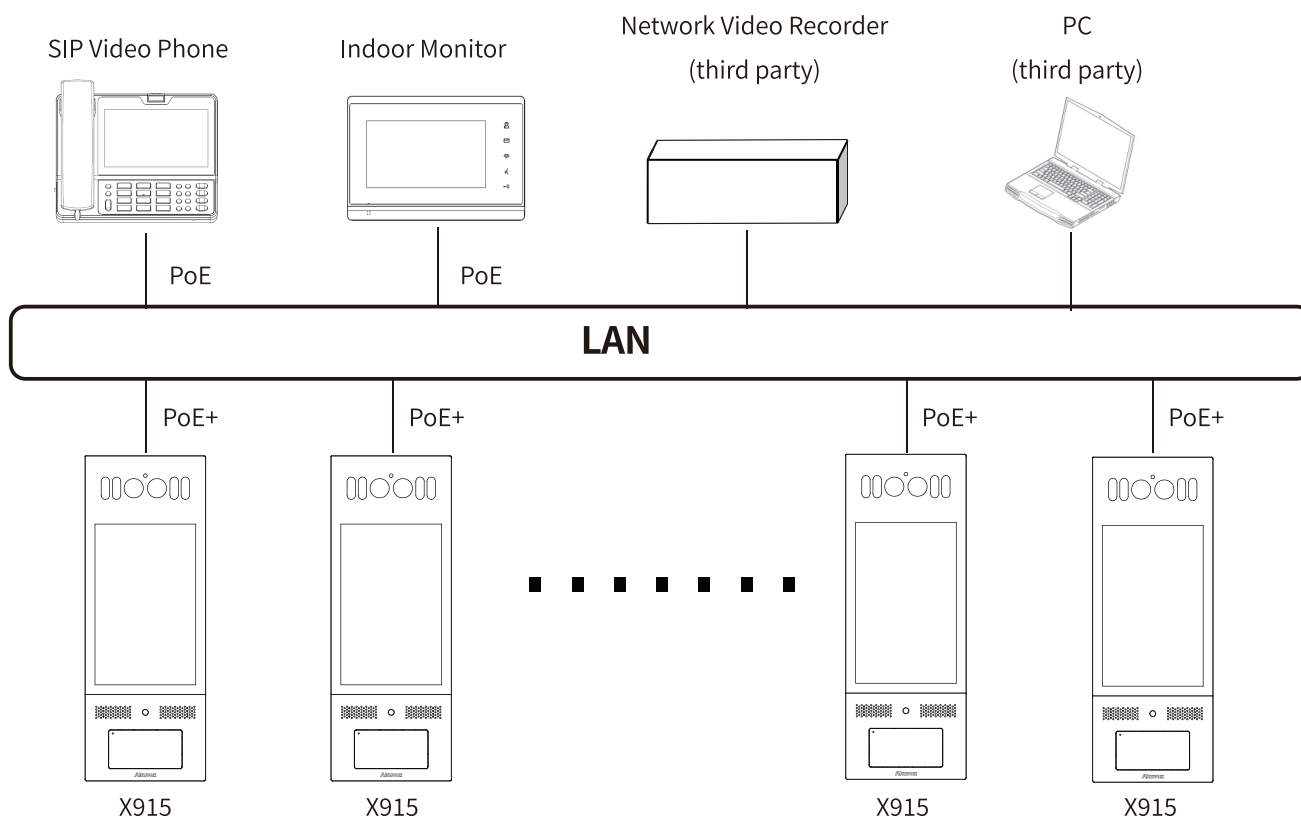 SIP Video Phone
Indoor Monitor
Network Video Recorder
(third party)
PC
(third party)
PoE
PoE
LAN
PoE+
PoE+
PoE+
PoE+
X915
X915
X915
X915